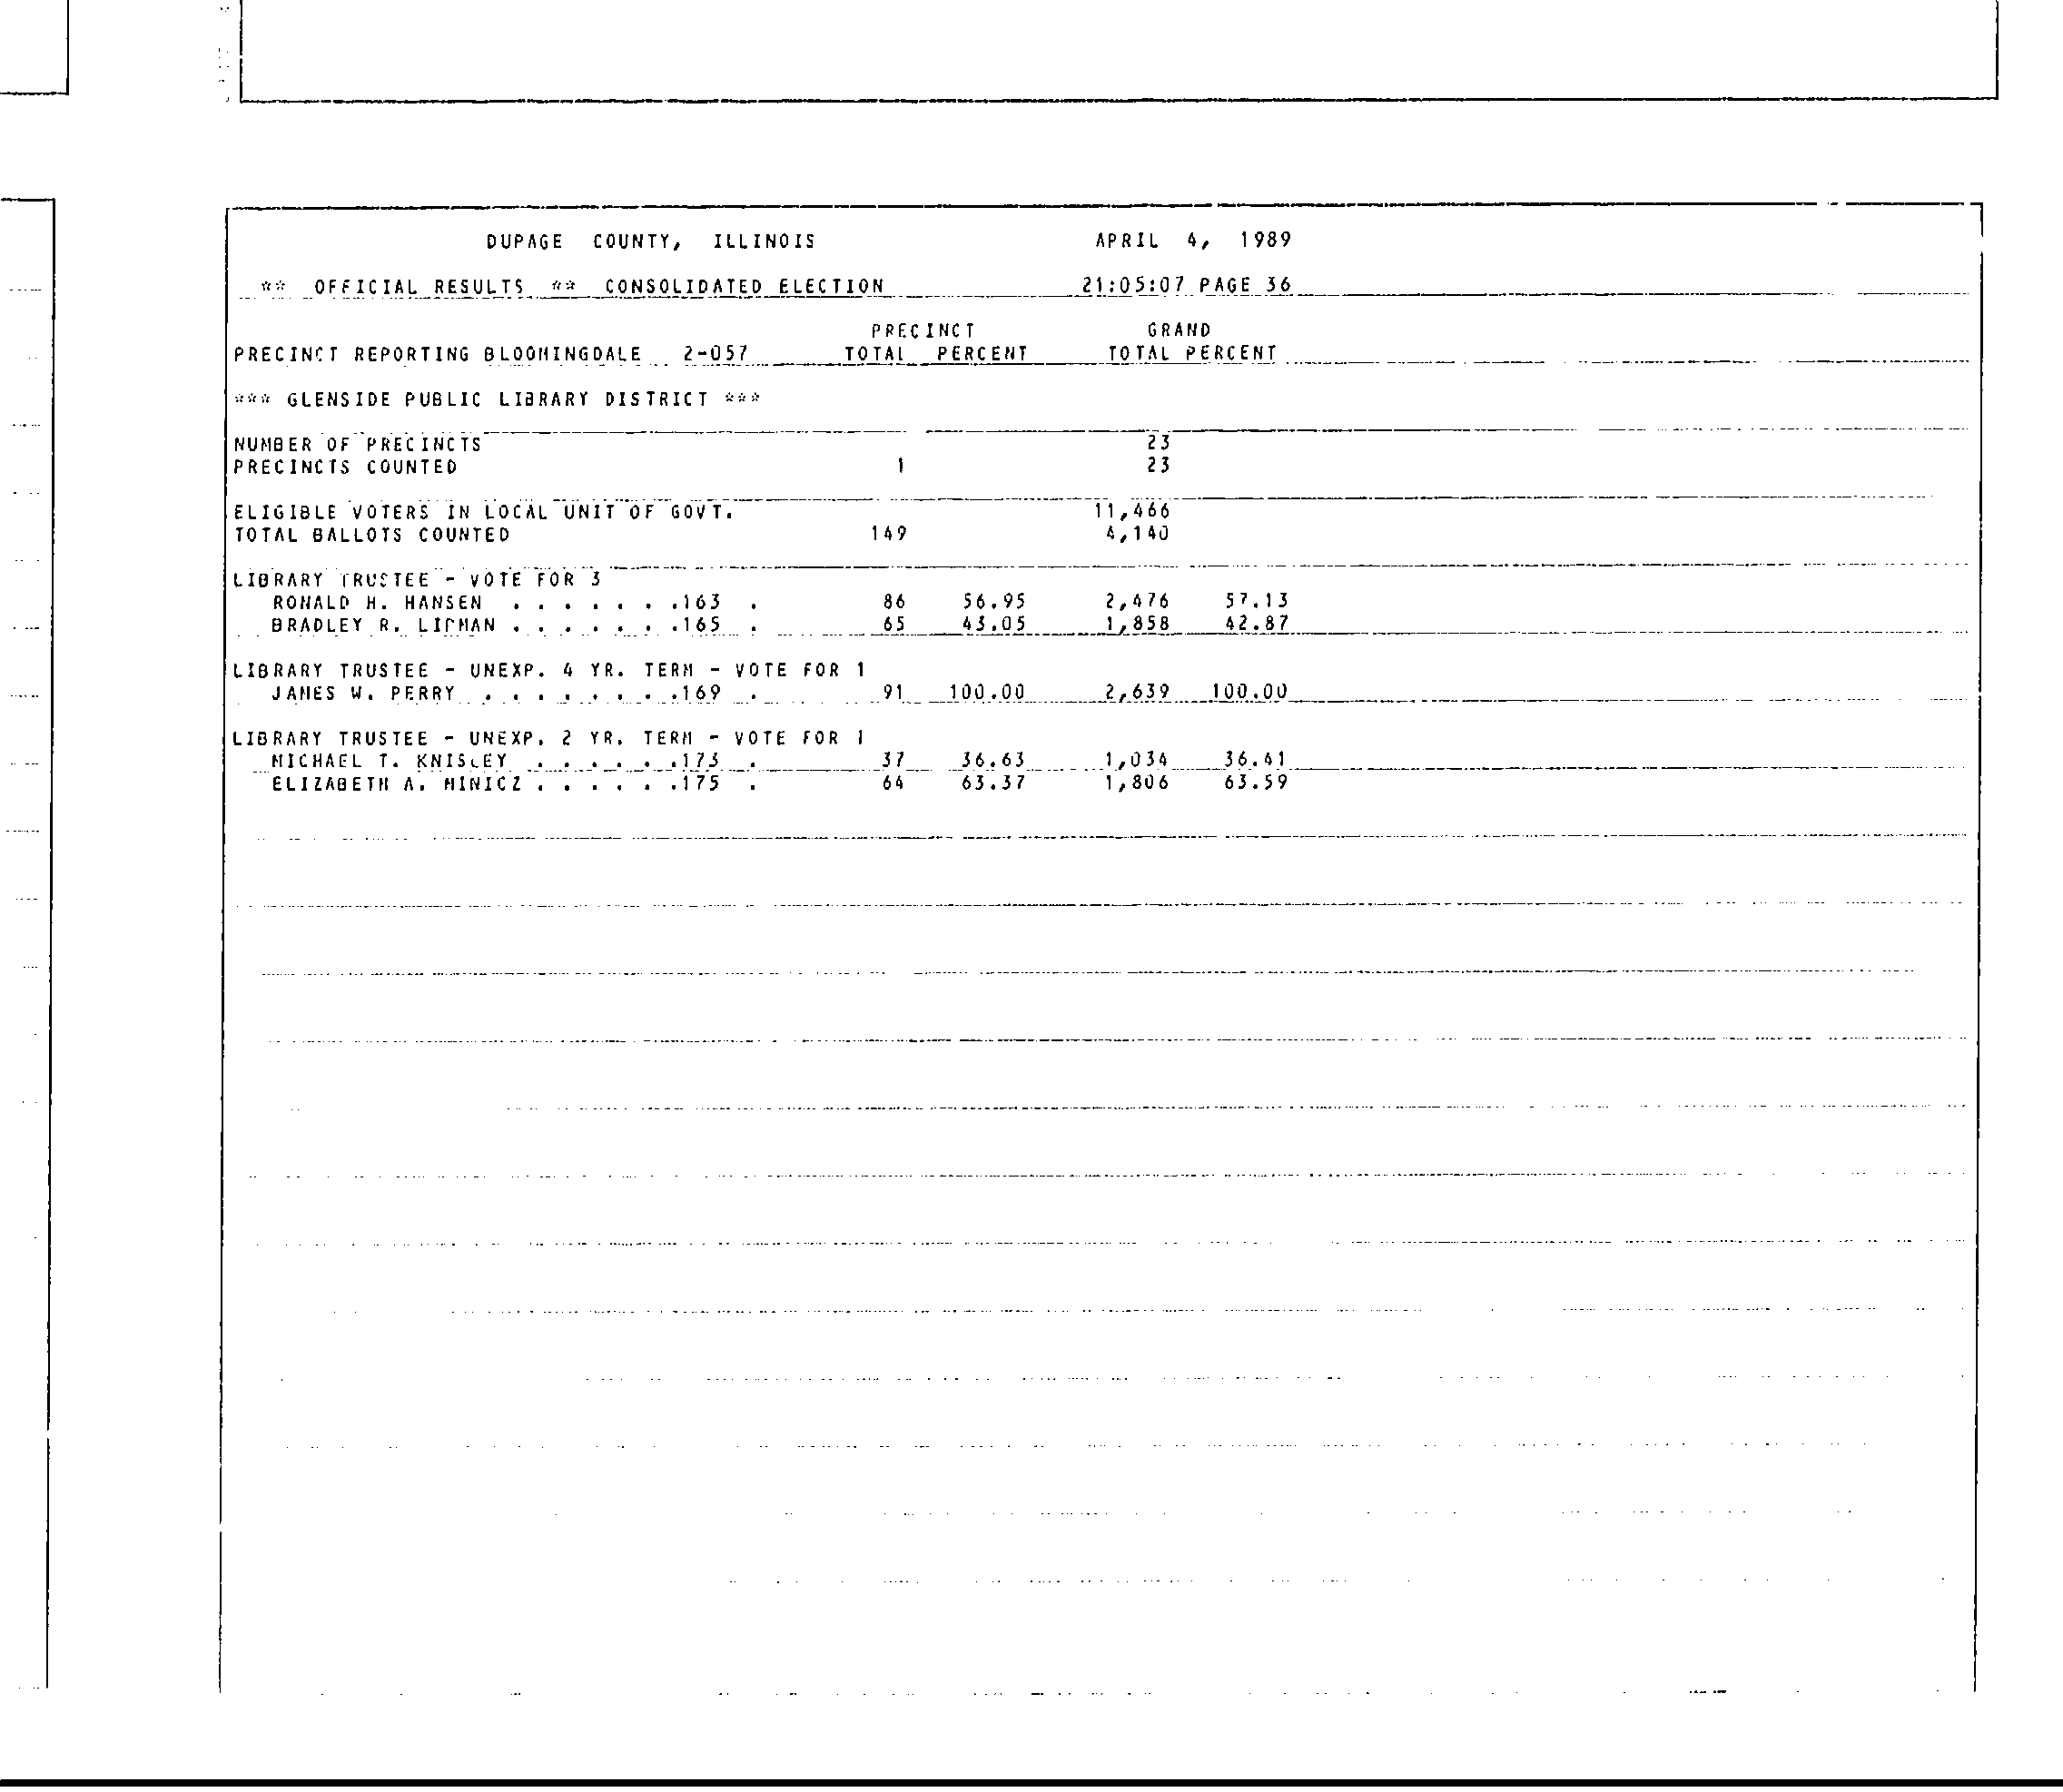 DUPAGE COUNTY, ILLINOIS APRIL 4, 1989
** OFFICIAL RESULTS ** CONSOLIDATED ELECTION 21:05:07 PAGE 36
PRECINCT GRAND
PRECINCT REPORTING BLOOMINGDALE 2-057 TOTAL PERCENT TOTAL PERCENT
*** GLENSIDE PUBLIC LIBRARY DISTRICT ***
NUMBER OF PRECINCTS 23
PRECINCTS COUNTED 1 23
ELIGIBLE VOTERS IN LOCAL UNIT OF GOVT. 11,466
TOTAL BALLOTS COUNTED 149 4,140
LIBRARY TRUSTEE - VOTE FOR 3
RONALD H. HANSEN . . . . . . .163 . 86 56.95 2,476 57.13
BRADLEY R. LIPMAN . . . . . . .165 . 65 43.05 1,858 42.87
LIBRARY TRUSTEE - UNEXP. 4 YR. TERM - VOTE FOR 1
JAMES W. PERRY . . . . . . . .169 . 91 100.00 2,639 100.00
LIBRARY TRUSTEE - UNEXP. 2 YR. TERM - VOTE FOR 1
MICHAEL T. KNISLEY . . . . . .173 . 37 36.63 1,034 36.41
ELIZABETH A. MINICZ . . . . . .175 . 64 63.37 1,806 63.59